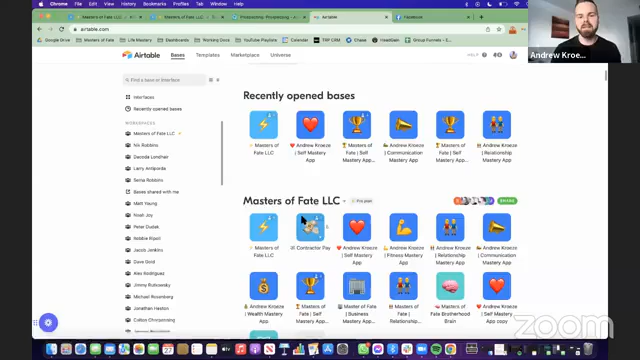 Chrome File Edit View History Bookmarks Profiles Tab Window Help
Masters of Fate LLC
Masters of Fate LLC
Airtable
Facebook
airtable.com
Google Drive Masters of Fate Dashboards Working Docs YouTube Playlists Calendar TRP CRM Chase Headliner Group Funnels
Airtable Bases Templates Marketplace Universe HELP
Andrew Kroe...
Find a base or interface
Interfaces
Recently opened bases
WORKSPACES
Masters of Fate LLC
Nik Robbins
Dacoda Londhair
Larry Antiporda
Serna Robins
Bases shared with me
Matt Young
Noah Joy
Peter Dudek
Robbie Ripoll
Jacob Jenkins
Dave Gold
Alex Rodriguez
Jimmy Rutkowsky
Michael Rosenberg
Jonathan Heston
Recently opened bases
Masters of Fate LLC
Andrew Kroeze | Self Mastery App
Masters of Fate | Self Mastery App...
Andrew Kroeze | Communication Mastery App
Masters of Fate | Self Mastery App...
Andrew Kroeze | Relationship Mastery App
Masters of Fate LLC Pro plan
Masters of Fate LLC
Contractor Pay
Andrew Kroeze | Self Mastery App
Andrew Kroeze | Fitness Mastery App
Andrew Kroeze | Relationship Mastery App
Andrew Kroeze | Communication Mastery App
Andrew Kroeze | Wealth Mastery App
Masters of Fate | Self Mastery App...
Master of Fate | Business Mastery App
Masters of Fate | Relationship...
Masters of Fate Brotherhood Brain
Andrew Kroeze | Self Mastery App copy
zoom